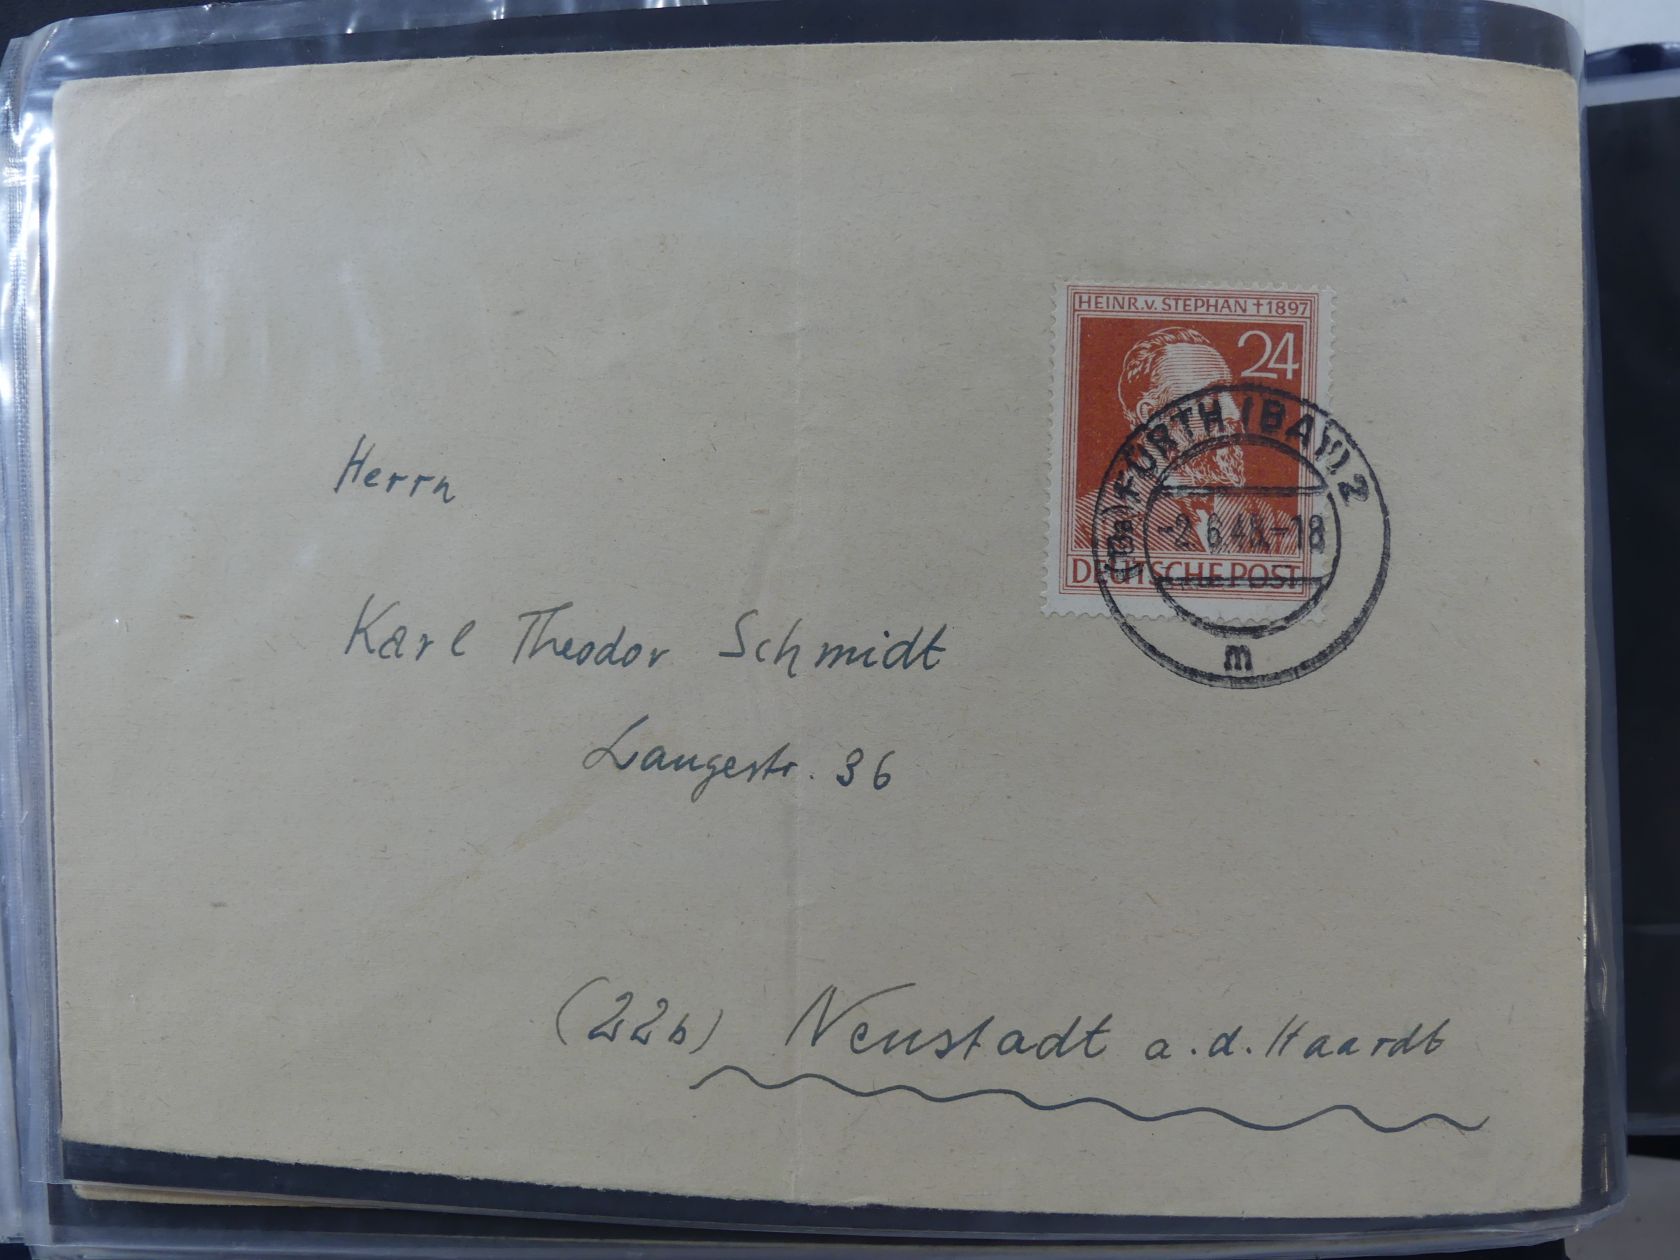 HEINR.v.STEPHAN †1897
24
DEUTSCHE POST
(13a) FÜRTH (BAY) 2
-2.6.48.-18
m
Herrn
Karl Theodor Schmidt
Langestr. 36
(22b) Neustadt a.d.Haardt